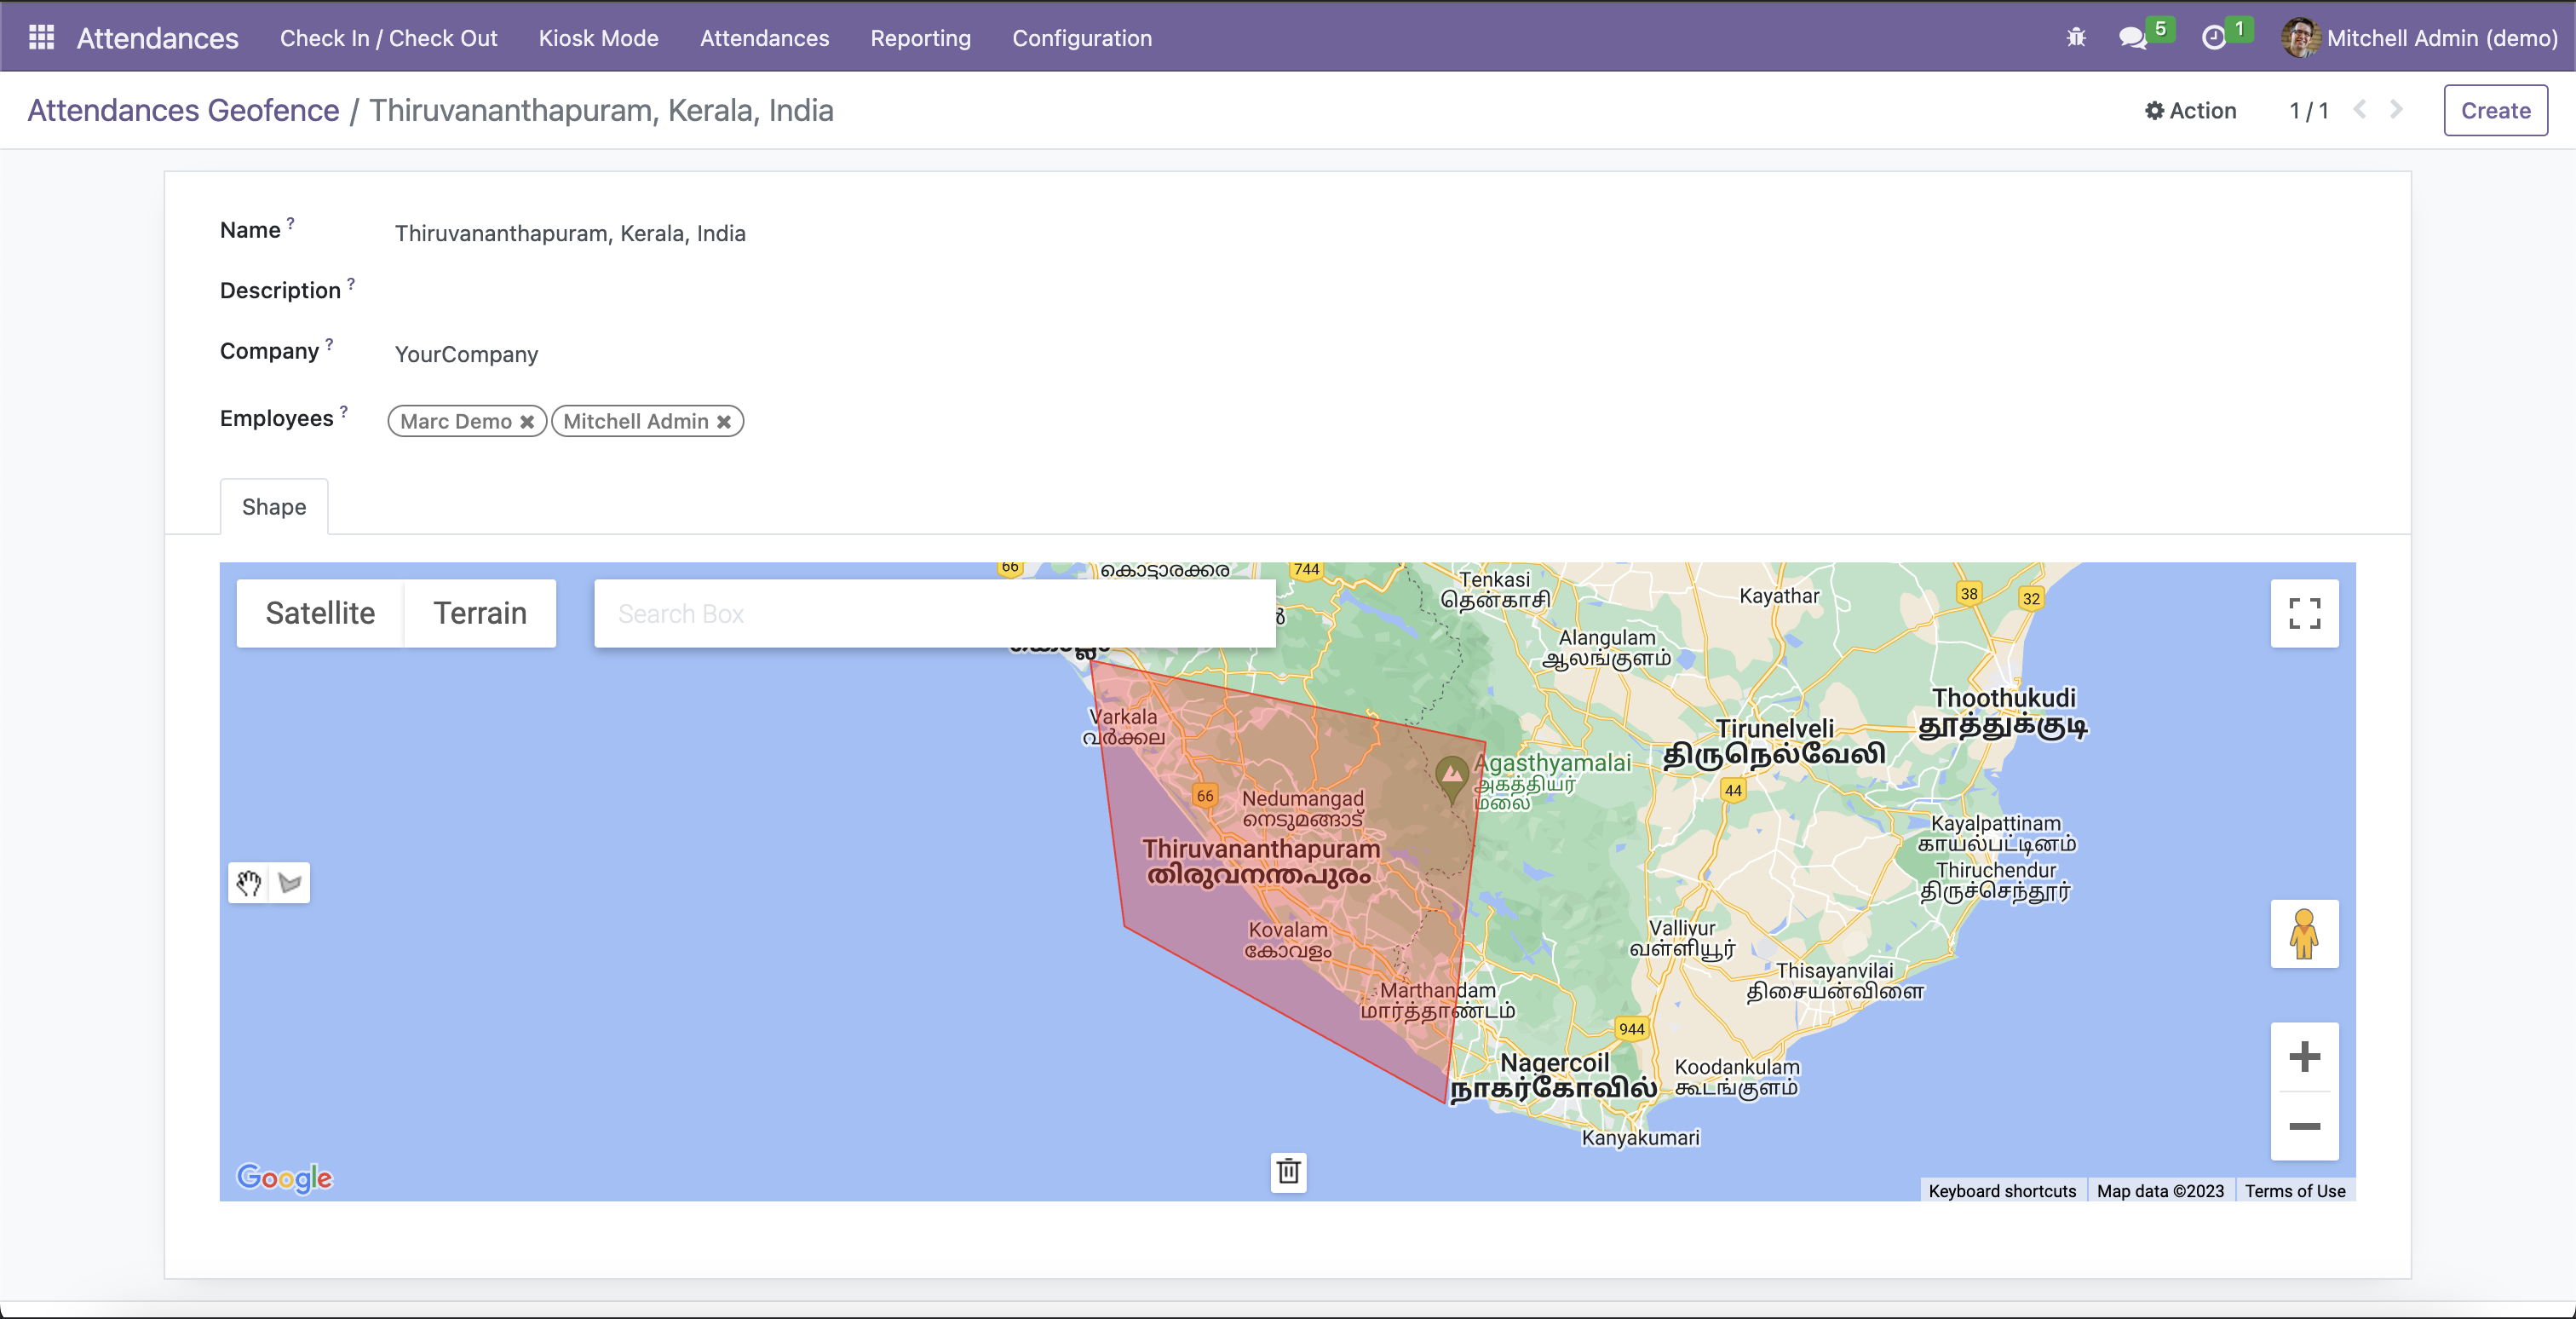 Attendances Check In / Check Out Kiosk Mode Attendances Reporting Configuration 5 1 Mitchell Admin (demo)
Attendances Geofence / Thiruvananthapuram, Kerala, India Action 1 / 1 Create
Name ? Thiruvananthapuram, Kerala, India
Description ?
Company ? YourCompany
Employees ? Marc Demo Mitchell Admin
Shape
66
കൊട്ടാരക്കര
744
Satellite Terrain Search Box
Tenkasi
தென்காசி
Kayathar
38
32
Alangulam
ஆலங்குளம்
Thoothukudi
தூத்துக்குடி
Varkala
വർക്കല
Tirunelveli
திருநெல்வேலி
Agasthyamalai
அகத்தியர்
மலை
66
44
Nedumangad
നെടുമങ്ങാട്
Kayalpattinam
காயல்பட்டினம்
Thiruvananthapuram
തിരുവനന്തപുരം
Thiruchendur
திருச்செந்தூர்
Kovalam
കോവളം
Valliyur
வள்ளியூர்
Thisayanvilai
திசையன்விளை
Marthandam
மார்த்தாண்டம்
944
Nagercoil
நாகர்கோவில்
Koodankulam
கூடங்குளம்
Kanyakumari
Google
Keyboard shortcuts Map data ©2023 Terms of Use